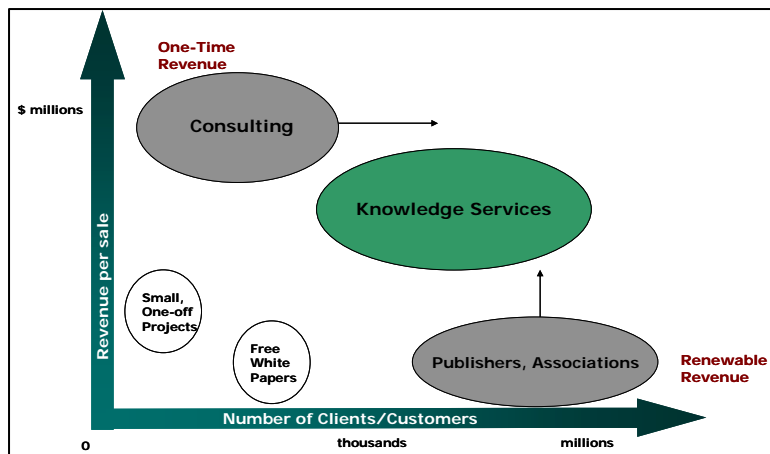 One-Time
Revenue
$ millions
Consulting
Knowledge Services
Revenue per sale
Small,
One-off
Projects
Free
White
Papers
Publishers, Associations
Renewable
Revenue
Number of Clients/Customers
0
thousands
millions